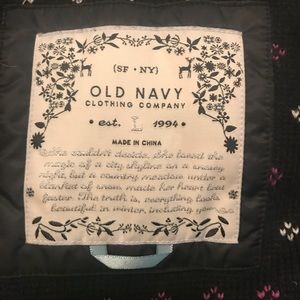 (SF · NY)
OLD NAVY
CLOTHING COMPANY
• est. L 1994 •
MADE IN CHINA
She couldn't decide. She loved the
magic of a city skyline on a snowy
night, but a country meadow under a
blanket of snow made her heart beat
faster. The truth is, everything looks
beautiful in winter, including you.